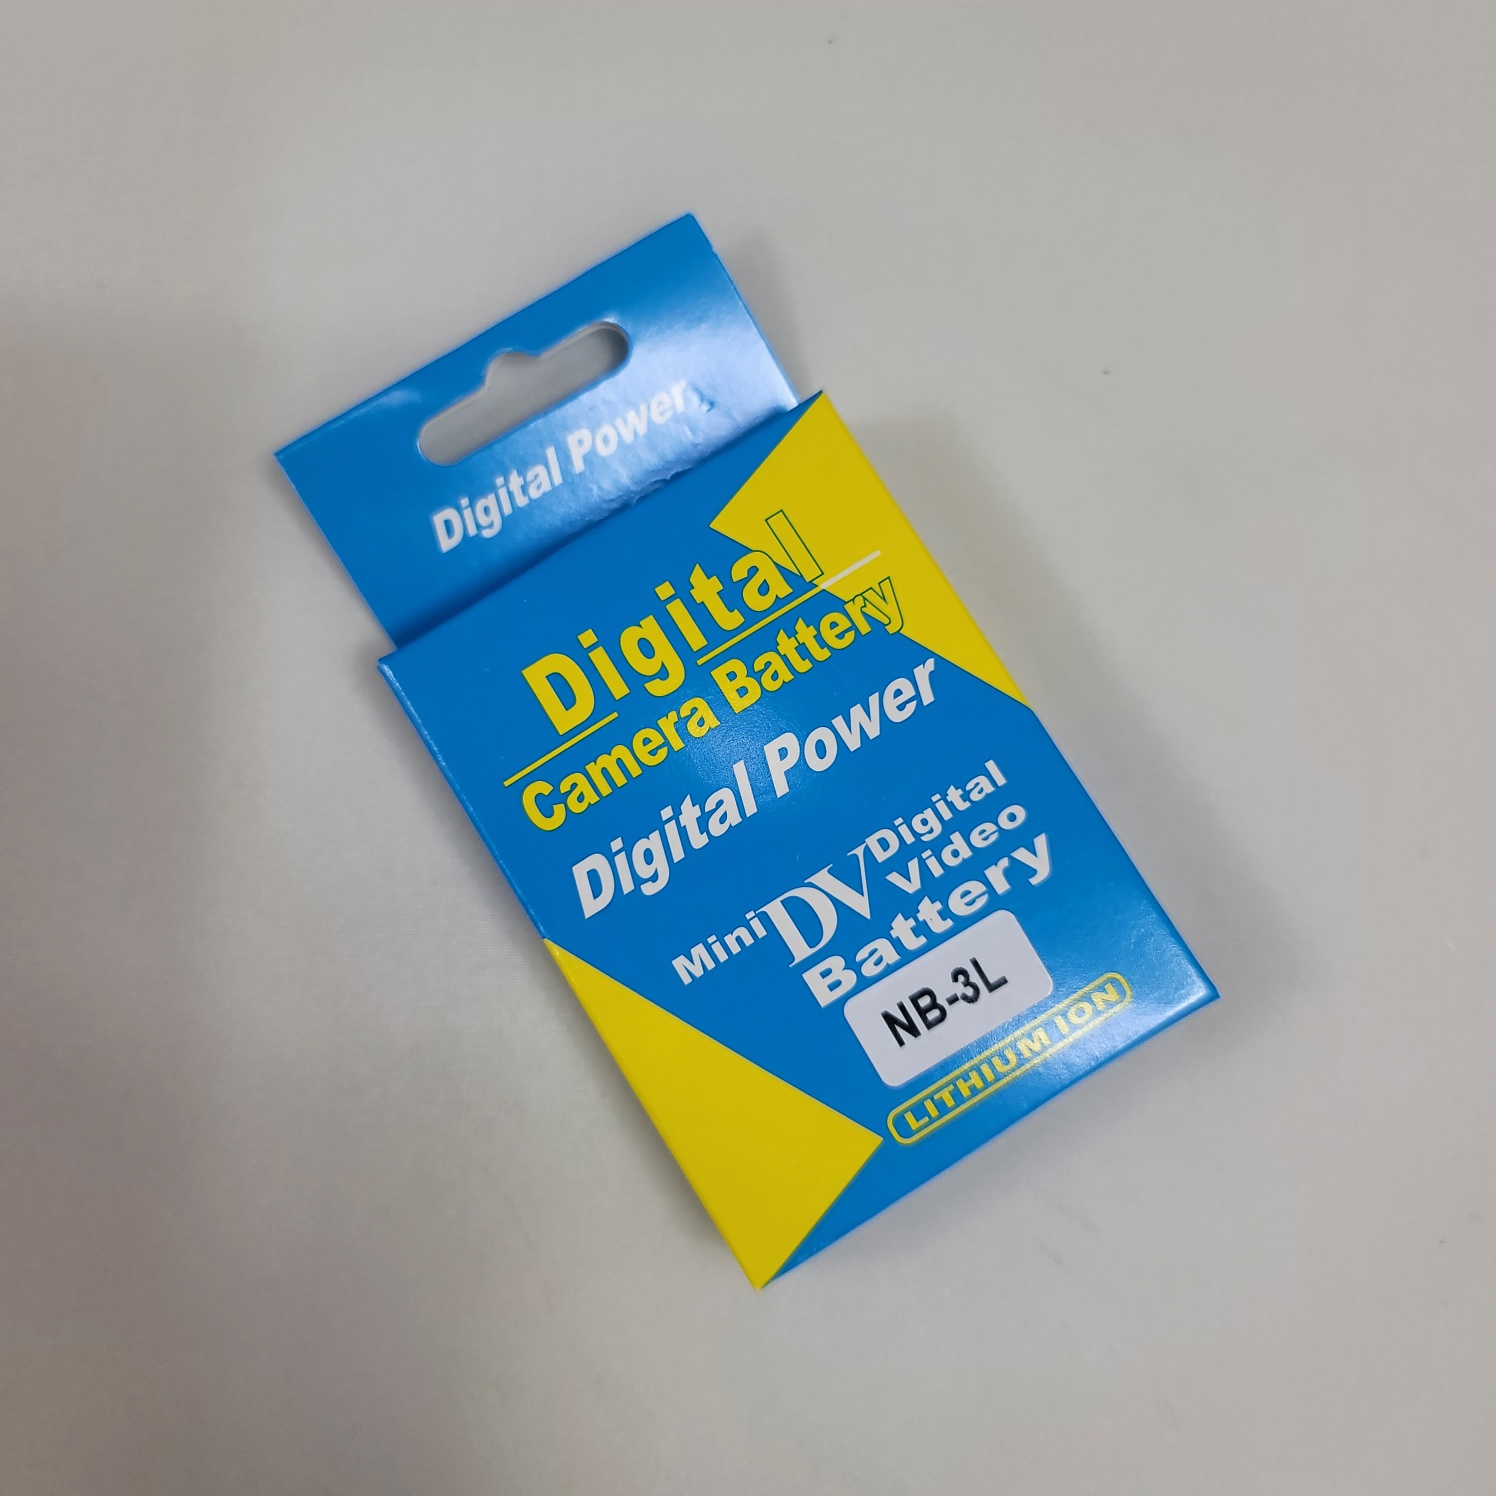 Digital Power
Digital
Camera Battery
Digital Power
Mini DV Digital
Video
Battery
NB-3L
LITHIUM ION